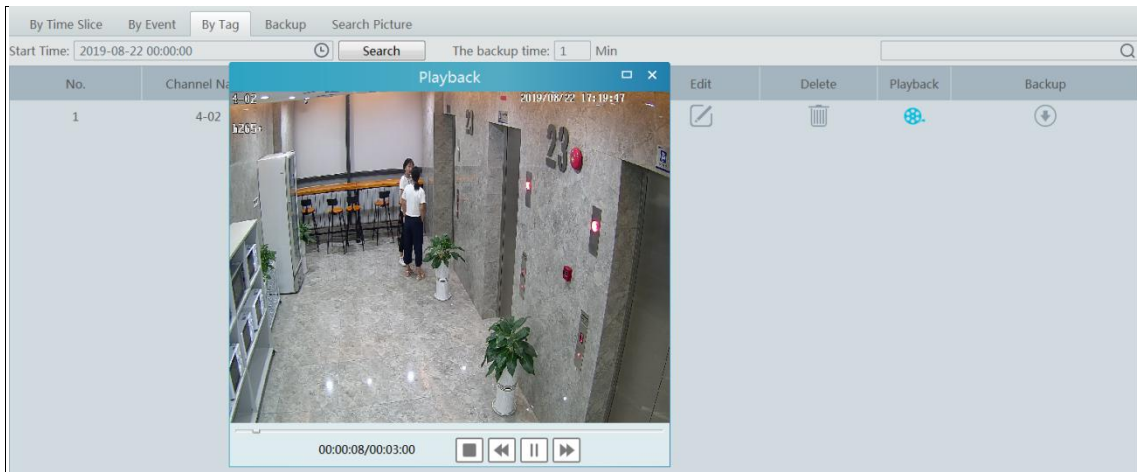 By Time Slice By Event By Tag Backup Search Picture
Start Time: 2019-08-22 00:00:00 Search The backup time: 1 Min
No. Channel Na Edit Delete Playback Backup
Playback
4-02 2019/08/22 17:19:47
H265+
1 4-02
23
00:00:08/00:03:00